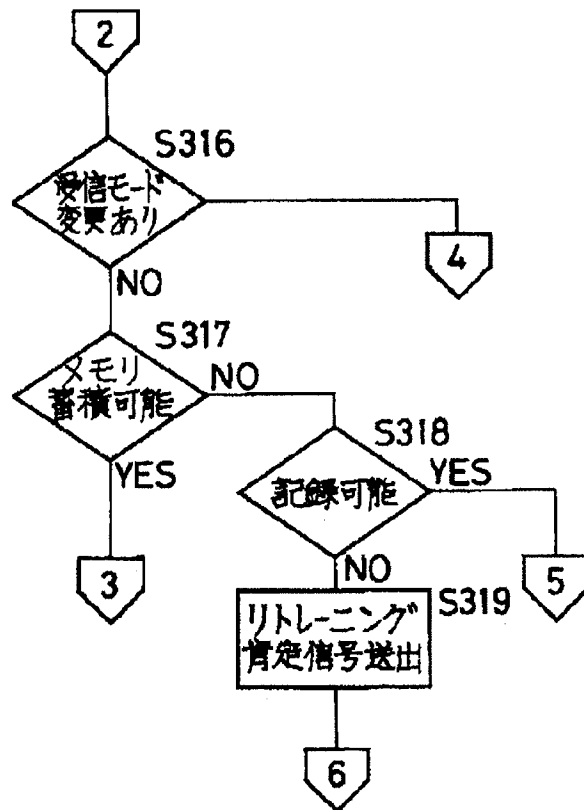 2
S316
受信モード
変更あり
4
NO
S317
メモリ
蓄積可能
NO
YES
S318
記録可能
YES
3
NO
5
S319
リトレーニング
肯定信号送出
6